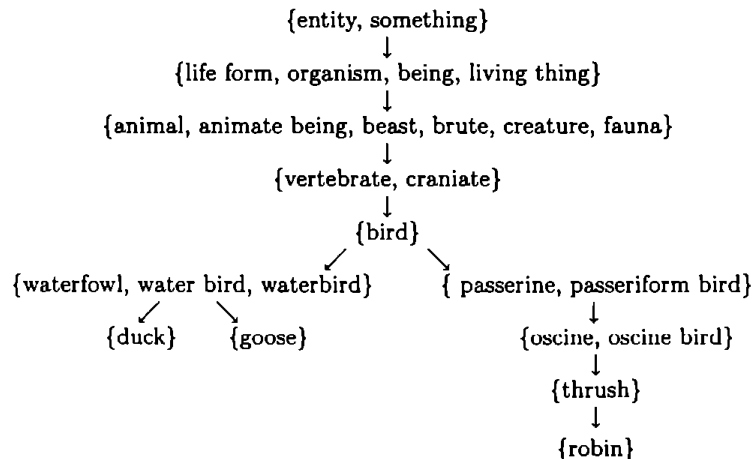 {entity, something}
{life form, organism, being, living thing}
{animal, animate being, beast, brute, creature, fauna}
{vertebrate, craniate}
{bird}
{waterfowl, water bird, waterbird} { passerine, passeriform bird}
{duck} {goose} {oscine, oscine bird}
{thrush}
{robin}